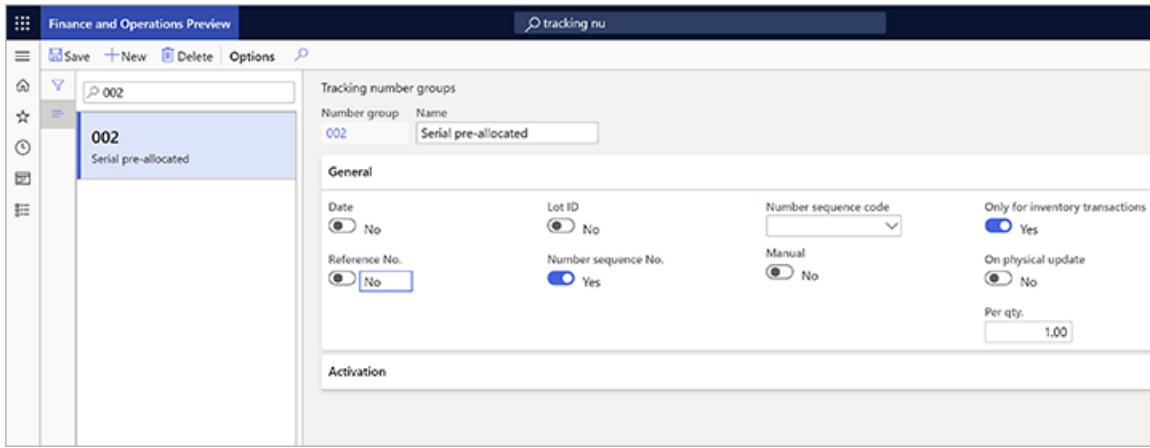 Finance and Operations Preview
tracking nu
Save New Delete Options
002
002
Serial pre-allocated
Tracking number groups
Number group Name
002 Serial pre-allocated
General
Date Lot ID Number sequence code Only for inventory transactions
No No Yes
Reference No. Number sequence No. Manual On physical update
No Yes No No
Per qty.
1.00
Activation